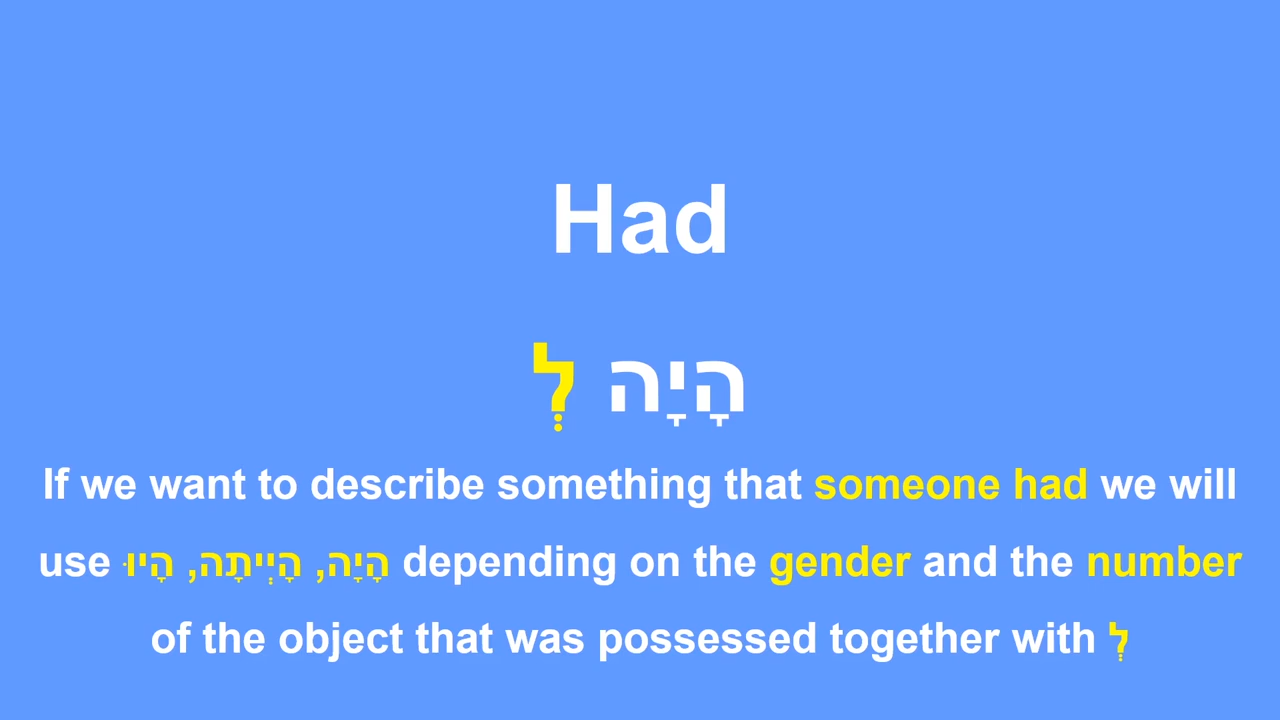 Had
הָיָה לְ
If we want to describe something that someone had we will
use הָיָה, הָיְיתָה, הָיוּ depending on the gender and the number
of the object that was possessed together with לְ